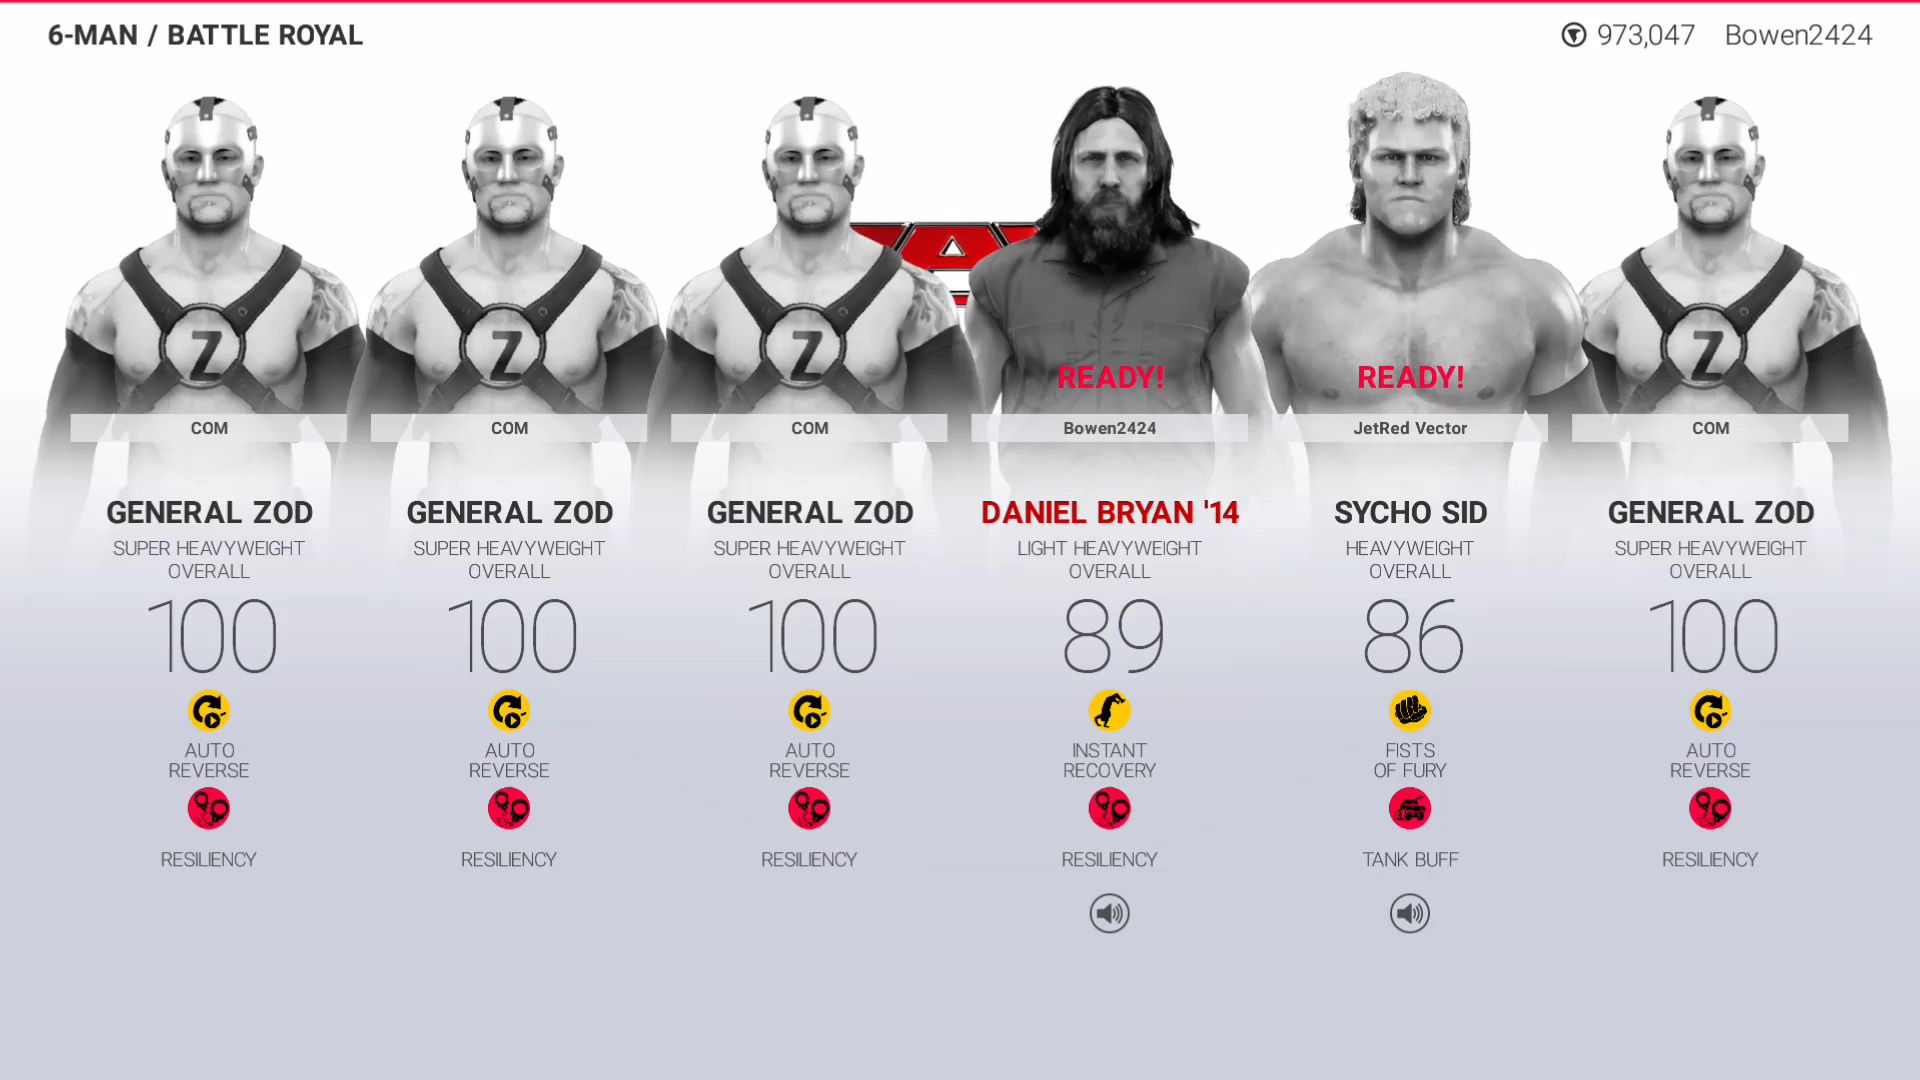 6-MAN / BATTLE ROYAL
973,047 Bowen2424
Z Z Z Z
READY! READY!
COM COM COM Bowen2424 JetRed Vector COM
GENERAL ZOD GENERAL ZOD GENERAL ZOD DANIEL BRYAN '14 SYCHO SID GENERAL ZOD
SUPER HEAVYWEIGHT SUPER HEAVYWEIGHT SUPER HEAVYWEIGHT LIGHT HEAVYWEIGHT HEAVYWEIGHT SUPER HEAVYWEIGHT
OVERALL OVERALL OVERALL OVERALL OVERALL OVERALL
100 100 100 89 86 100
AUTO AUTO AUTO INSTANT FISTS AUTO
REVERSE REVERSE REVERSE RECOVERY OF FURY REVERSE
RESILIENCY RESILIENCY RESILIENCY RESILIENCY TANK BUFF RESILIENCY